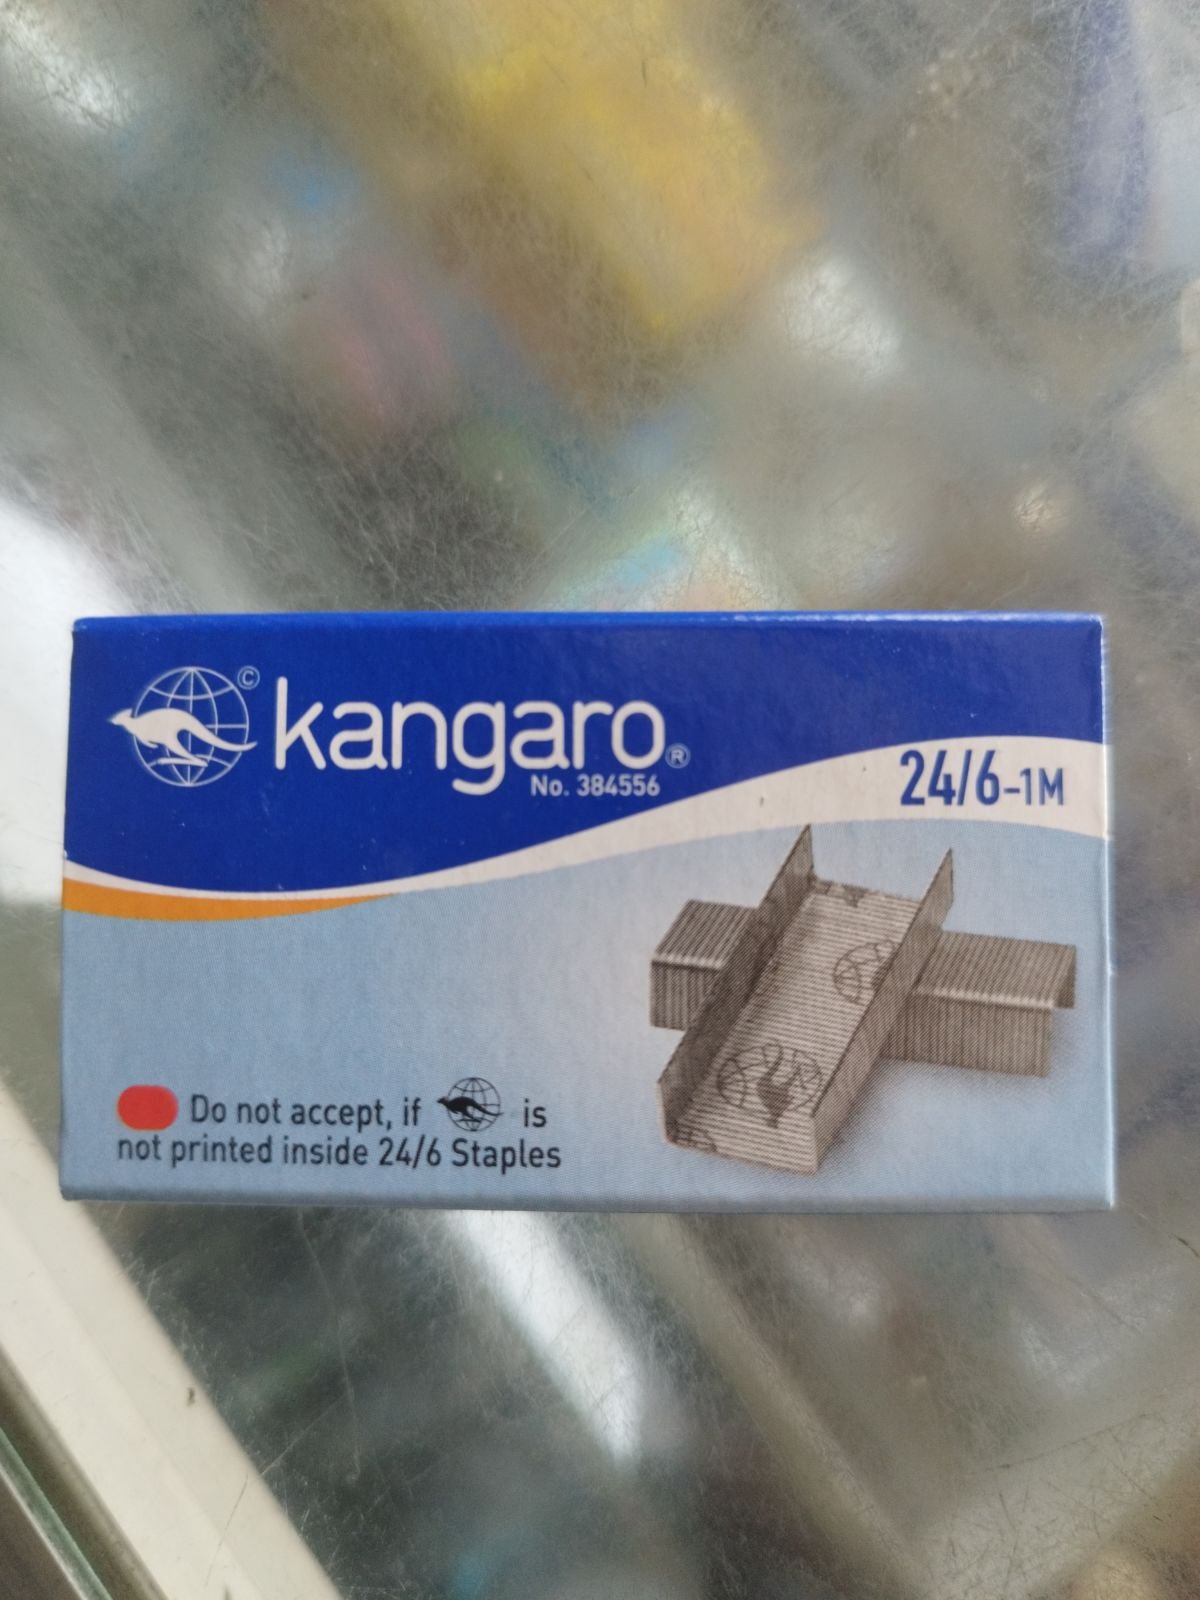 © kangaro®
No. 384556
24/6-1M
Do not accept, if is
not printed inside 24/6 Staples